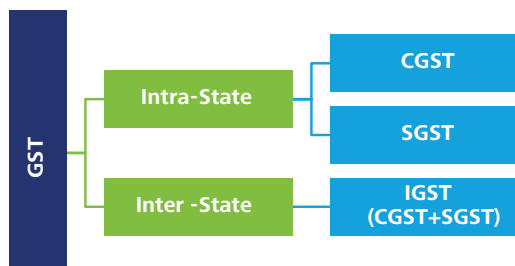 GST
Intra-State
CGST
SGST
Inter -State
IGST
(CGST+SGST)